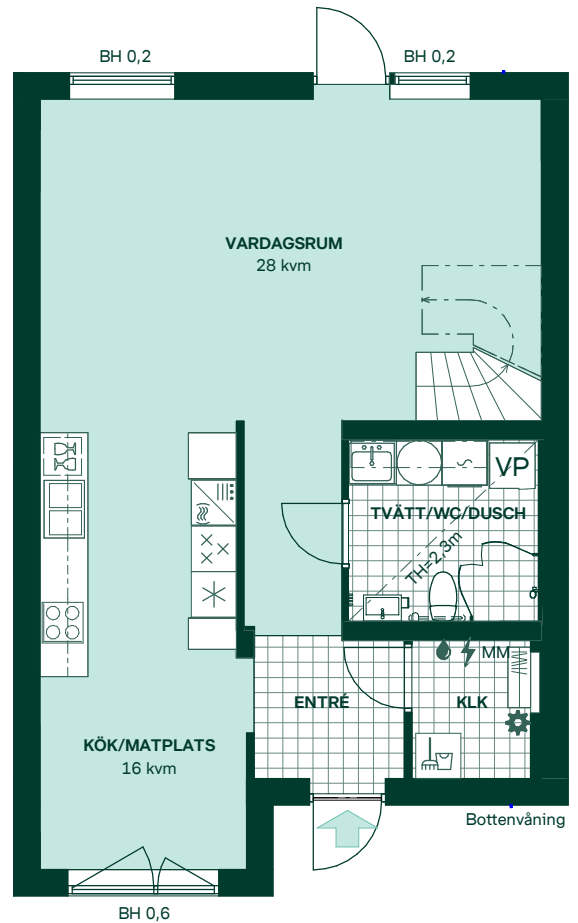 BH 0,2
BH 0,2
VARDAGSRUM
28 kvm
VP
TVÄTT/WC/DUSCH
TH=2,3m
MM
ENTRÉ
KLK
KÖK/MATPLATS
16 kvm
Bottenvåning
BH 0,6